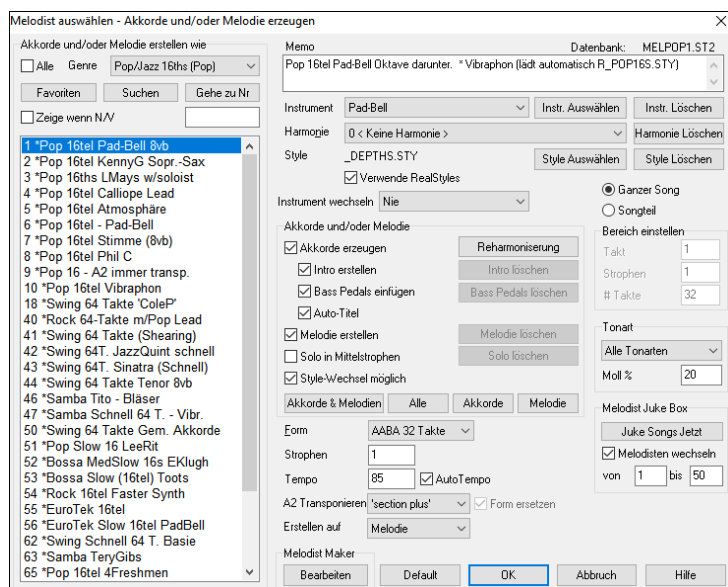 Melodist auswählen - Akkorde und/oder Melodie erzeugen
Akkorde und/oder Melodie erstellen wie
Alle Genre Pop/Jazz 16ths (Pop)
Favoriten Suchen Gehe zu Nr
Zeige wenn N/V
1 *Pop 16tel Pad-Bell 8vb
2 *Pop 16tel KennyG Sopr.-Sax
3 *Pop 16ths LMays w/soloist
4 *Pop 16tel Calliope Lead
5 *Pop 16tel Atmosphäre
6 *Pop 16tel - Pad-Bell
7 *Pop 16tel Stimme (8vb)
8 *Pop 16tel Phil C
9 *Pop 16 - A2 immer transp.
10 *Pop 16tel Vibraphon
18 *Swing 64 Takte 'ColeP'
40 *Rock 64-Takte m/Pop Lead
41 *Swing 64 Takte (Shearing)
42 *Swing 64T. JazzQuint schnell
43 *Swing 64T. Sinatra (Schnell)
44 *Swing 64 Takte Tenor 8vb
46 *Samba Tito - Bläser
47 *Samba Schnell 64 T. - Vibr.
50 *Swing 64 Takte Gem. Akkorde
51 *Pop Slow 16 LeeRit
52 *Bossa MedSlow 16s EKlugh
53 *Bossa Slow (16tel) Toots
54 *Rock 16tel Faster Synth
55 *EuroTek 16tel
56 *EuroTek Slow 16tel PadBell
62 *Swing Schnell 64 T. Basie
63 *Samba TeryGibs
65 *Pop 16tel 4Freshmen
Memo Datenbank: MELPOP1.ST2
Pop 16tel Pad-Bell Oktave darunter. * Vibraphon (lädt automatisch R_POP16S.STY)
Instrument Pad-Bell Instr. Auswählen Instr. Löschen
Harmonie 0 < Keine Harmonie > Harmonie Löschen
Style _DEPTHS.STY Style Auswählen Style Löschen
Verwende RealStyles
Instrument wechseln Nie
Akkorde und/oder Melodie
Akkorde erzeugen Reharmonisierung
Intro erstellen Intro löschen
Bass Pedals einfügen Bass Pedals löschen
Auto-Titel
Melodie erstellen Melodie löschen
Solo in Mittelstrophen Solo löschen
Style-Wechsel möglich
Akkorde & Melodien Alle Akkorde Melodie
Form AABA 32 Takte
Strophen 1
Tempo 85 AutoTempo
A2 Transponieren 'section plus' Form ersetzen
Erstellen auf Melodie
Melodist Maker
Bearbeiten Default OK Abbruch Hilfe
Ganzer Song
Songteil
Bereich einstellen
Takt 1
Strophen 1
# Takte 32
Tonart
Alle Tonarten
Moll % 20
Melodist Juke Box
Juke Songs Jetzt
Melodisten wechseln
von 1 bis 50